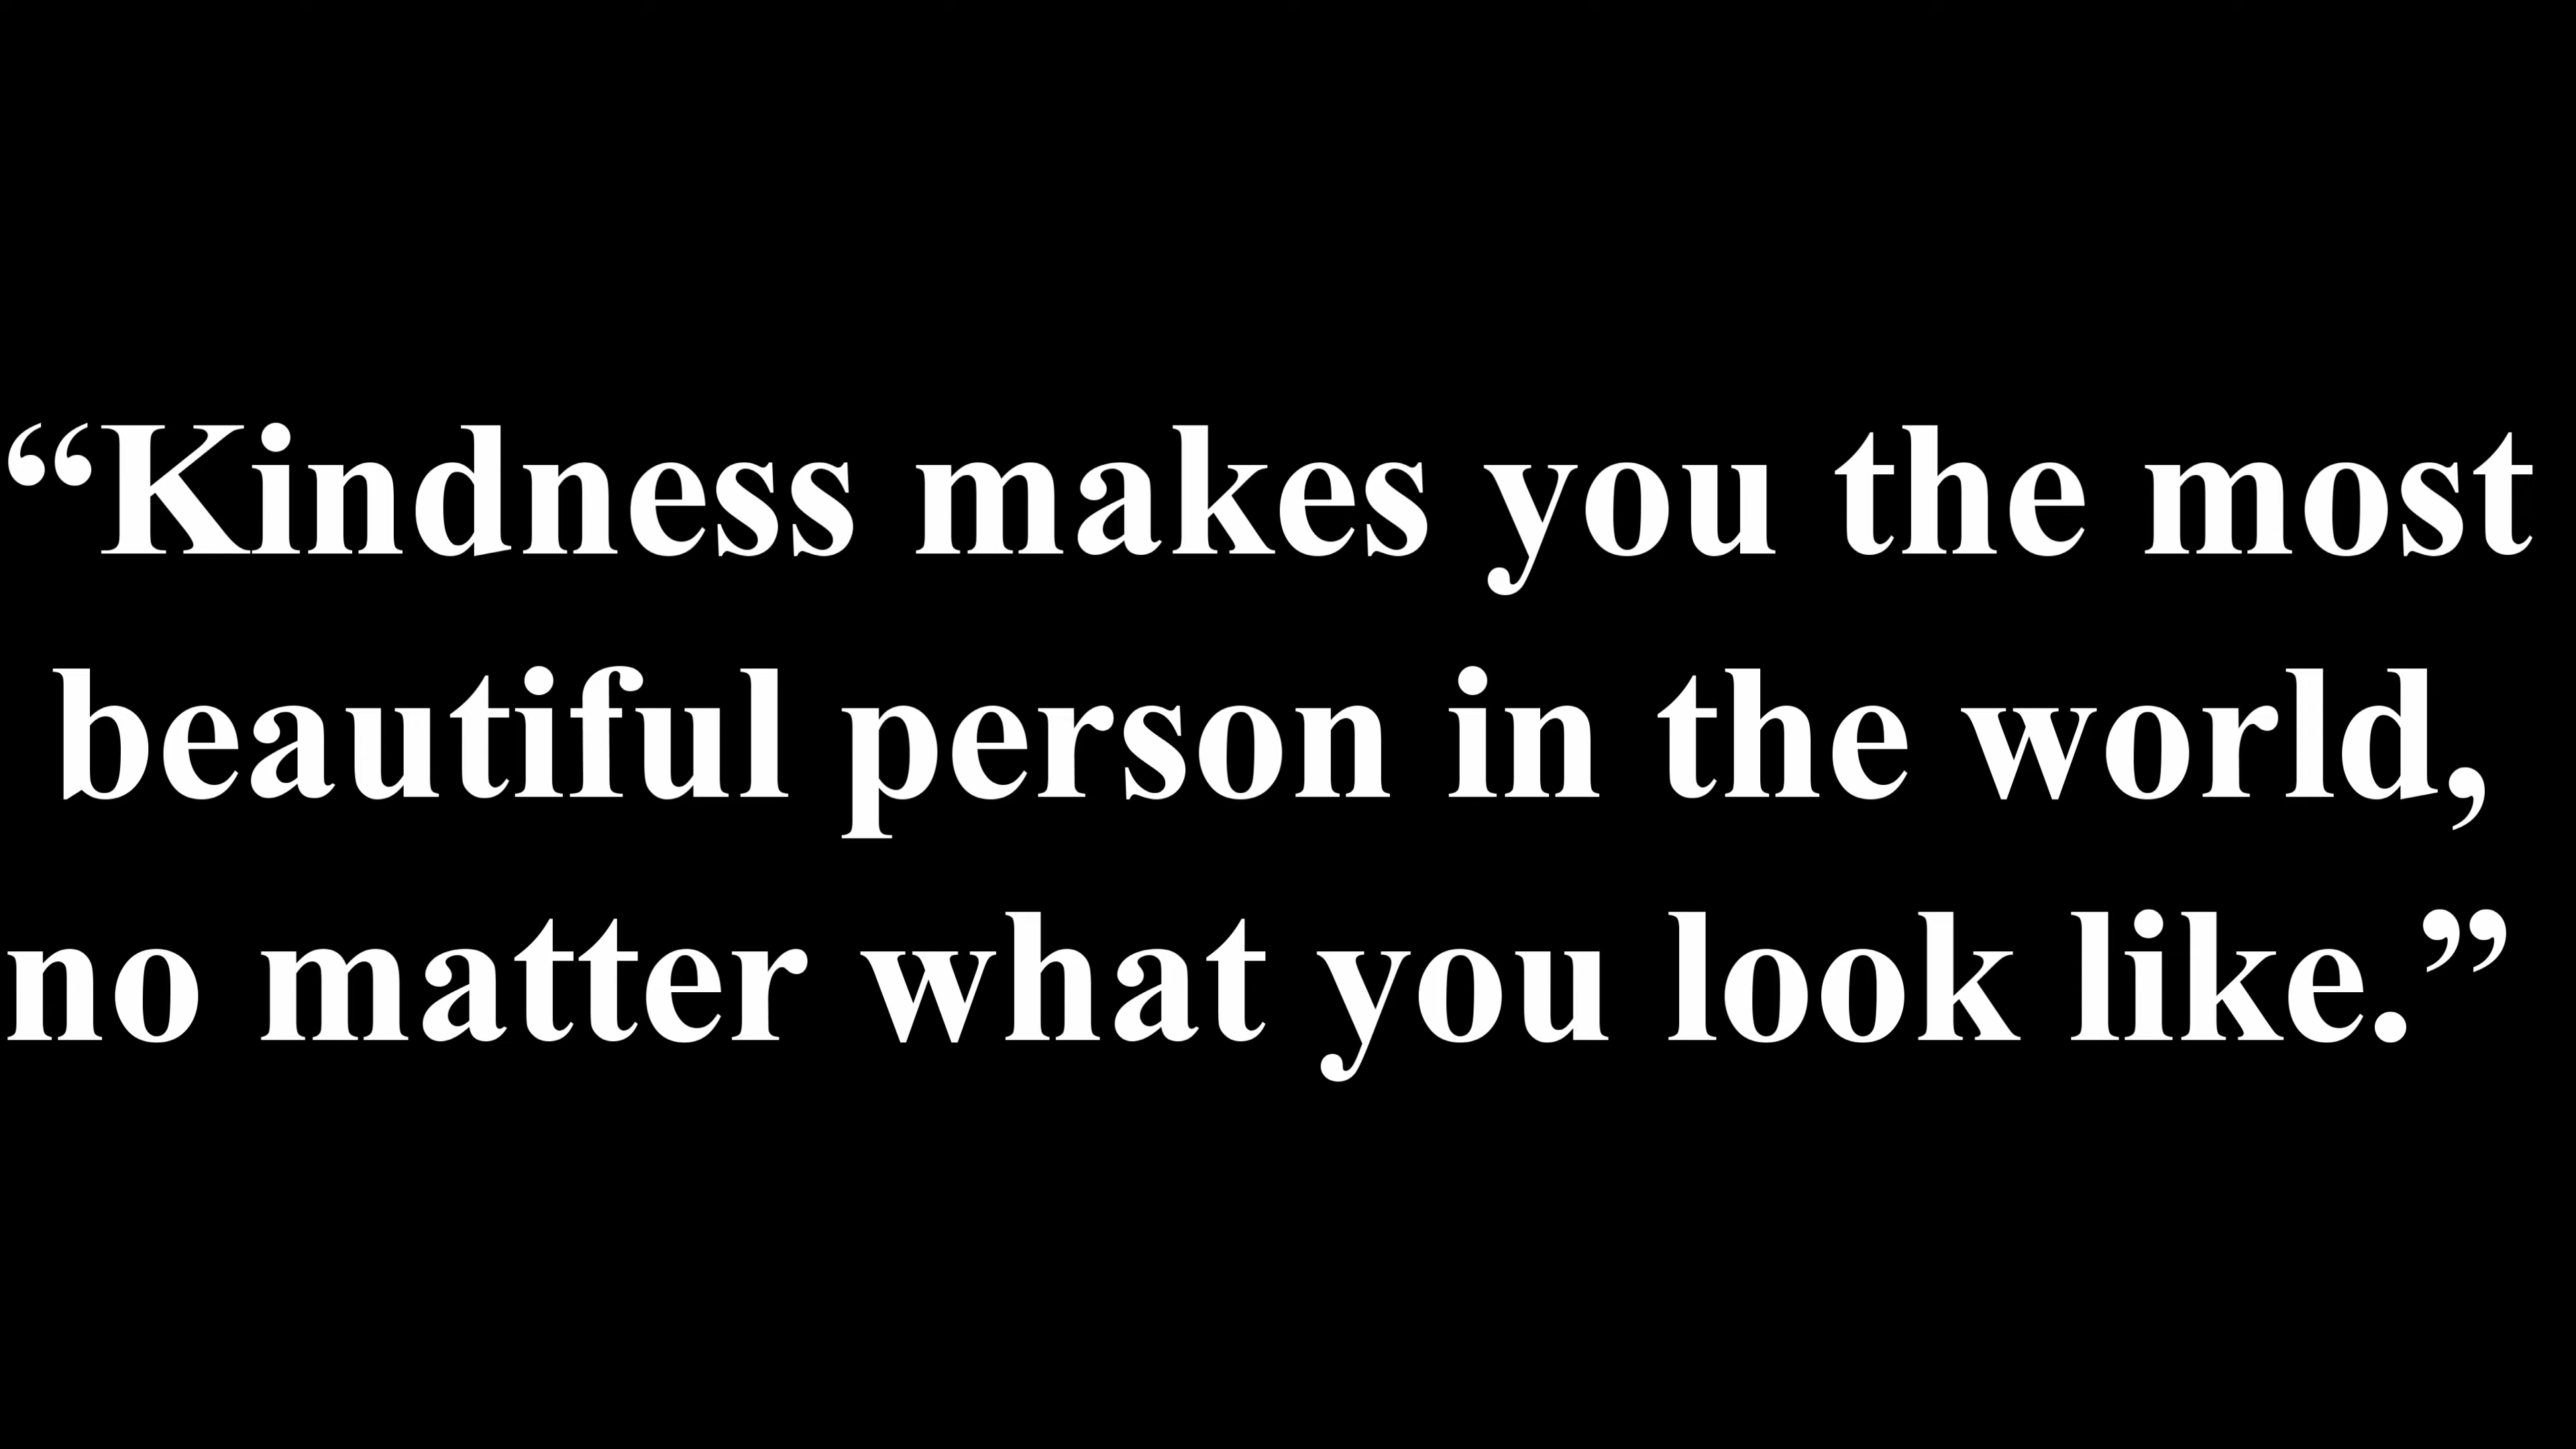 “Kindness makes you the most
beautiful person in the world,
no matter what you look like.”